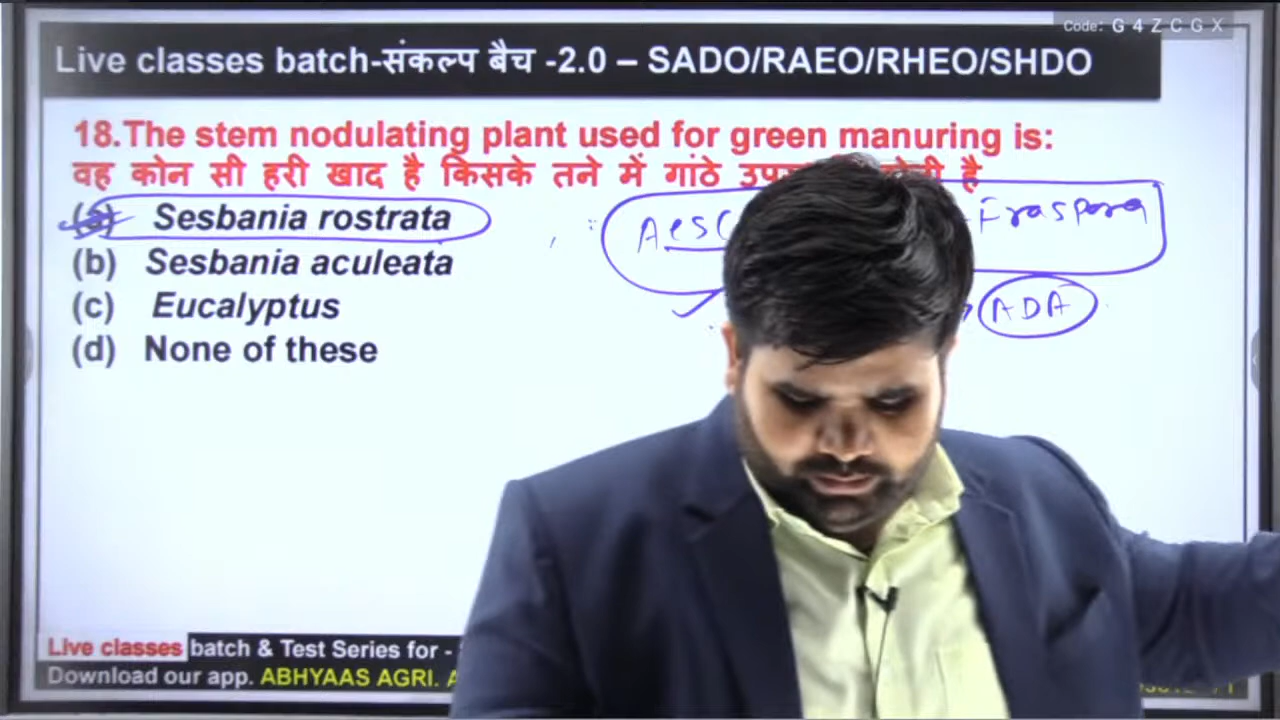 Code: G 4 Z C G X
Live classes batch-संकल्प बैच -2.0 – SADO/RAEO/RHEO/SHDO
18.The stem nodulating plant used for green manuring is:
वह कोन सी हरी खाद है किसके तने में गांठे है
(a) Sesbania rostrata
(b) Sesbania aculeata
(c) Eucalyptus
(d) None of these
ADA
Live classes batch & Test Series for -
Download our app. ABHYAAS AGRI.